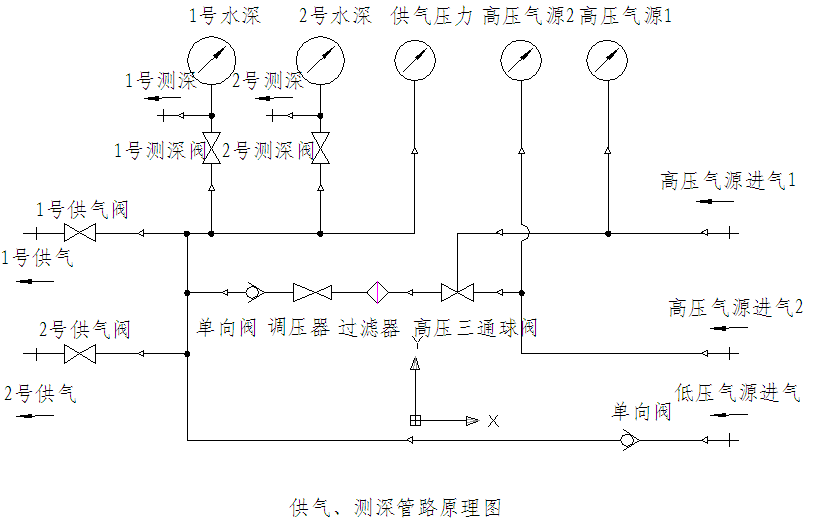 1号水深
2号水深
供气压力
高压气源2
高压气源1
1号测深
2号测深
1号测深阀
2号测深阀
高压气源进气1
1号供气阀
1号供气
高压气源进气2
2号供气阀
单向阀
调压器
过滤器
高压三通球阀
Y
2号供气
低压气源进气
单向阀
X
供气、测深管路原理图